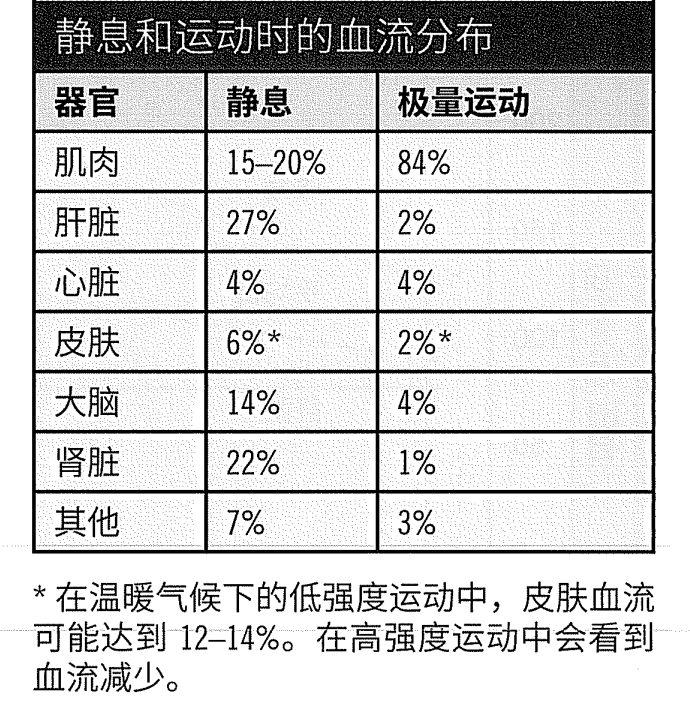 静息和运动时的血流分布
器官 静息 极量运动
肌肉 15–20% 84%
肝脏 27% 2%
心脏 4% 4%
皮肤 6%* 2%*
大脑 14% 4%
肾脏 22% 1%
其他 7% 3%
* 在温暖气候下的低强度运动中，皮肤血流
可能达到 12–14%。在高强度运动中会看到
血流减少。